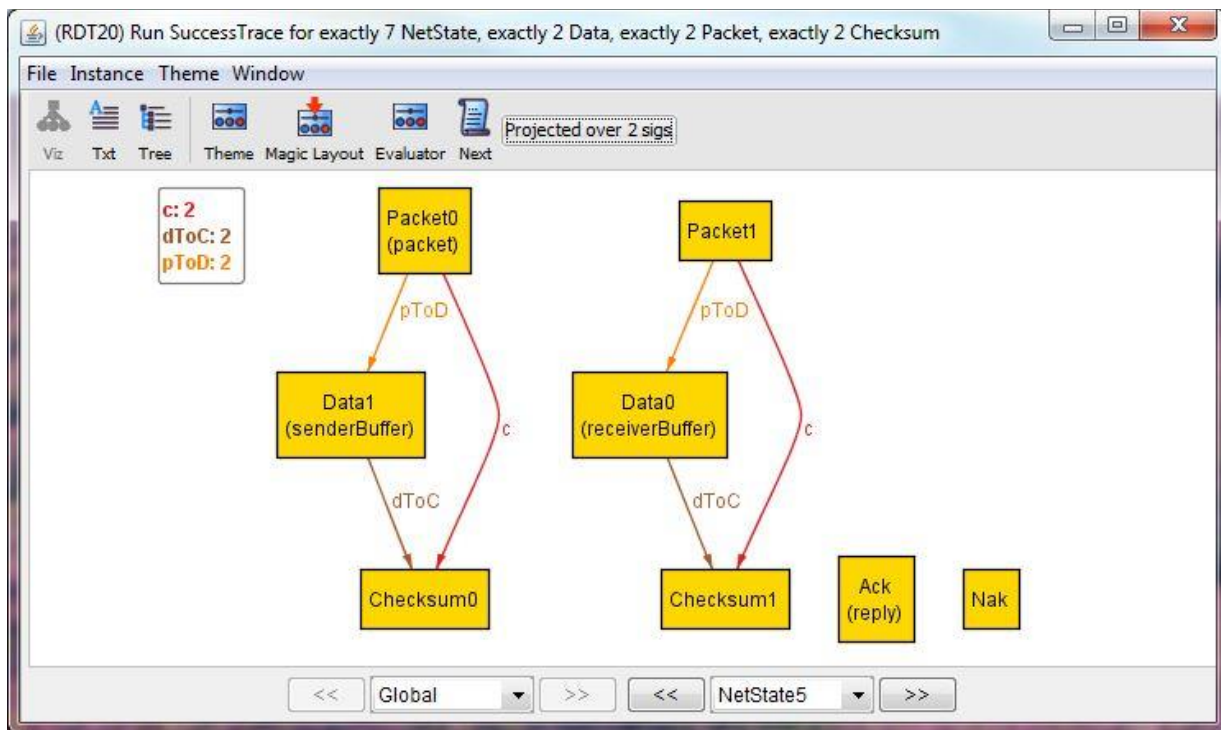 (RDT20) Run SuccessTrace for exactly 7 NetState, exactly 2 Data, exactly 2 Packet, exactly 2 Checksum
File Instance Theme Window
Viz Txt Tree Theme Magic Layout Evaluator Next Projected over 2 sigs
c: 2
dToC: 2
pToD: 2
Packet0
(packet)
Packet1
pToD pToD
Data1
(senderBuffer)
Data0
(receiverBuffer)
c c
dToC dToC
Checksum0
Checksum1
Ack
(reply)
Nak
<< Global >> << NetState5 >>